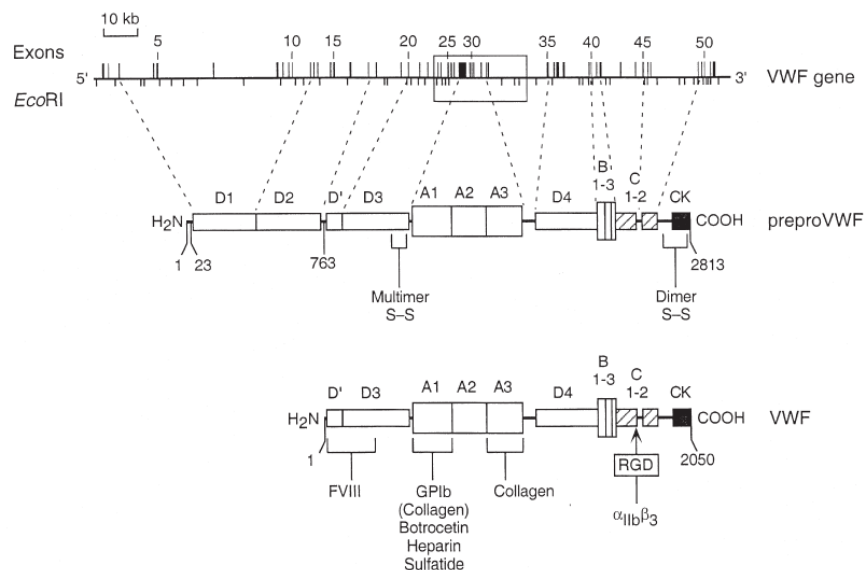 10 kb
Exons 5 10 15 20 25 30 35 40 45 50
5' 3' VWF gene
EcoRI
D1 D2 D' D3 A1 A2 A3 D4 B 1-3 C 1-2 CK
H2N COOH preproVWF
1 23 763 2813
Multimer S–S
Dimer S–S
D' D3 A1 A2 A3 D4 B 1-3 C 1-2 CK
H2N COOH VWF
1 2050
FVIII
GPIb
(Collagen)
Botrocetin
Heparin
Sulfatide
Collagen
RGD
αIIbβ3